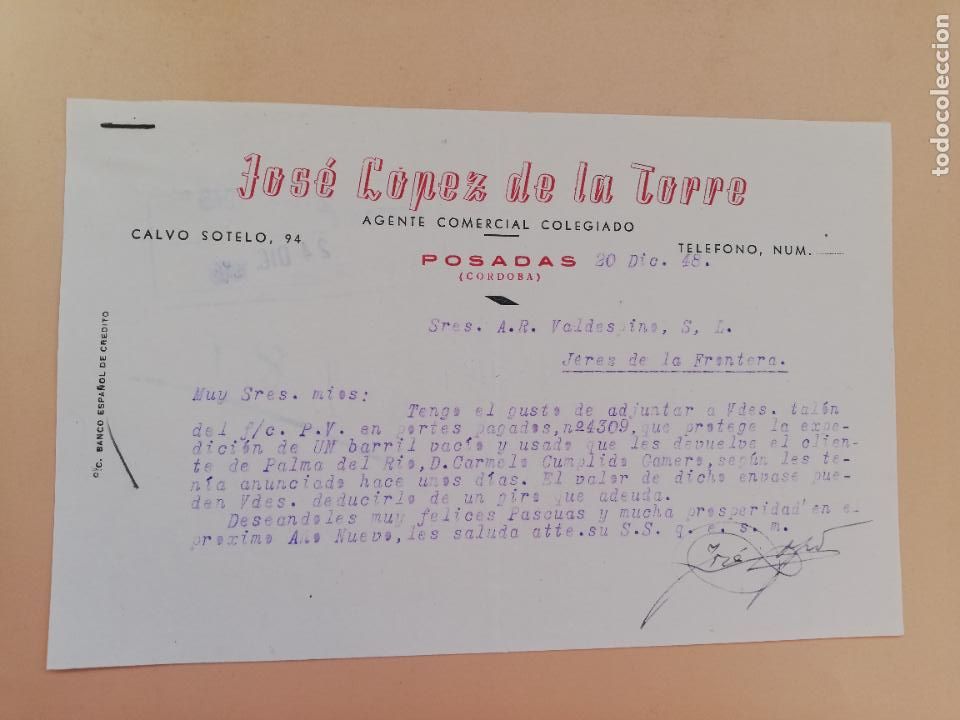 José López de la Torre
AGENTE COMERCIAL COLEGIADO
CALVO SOTELO, 94
TELEFONO, NUM.
POSADAS 20 Dic. 48.
(CORDOBA)
Sres. A.R. Valdespino, S, L.
Jerez de la Frontera.
Muy Sres. mios:
Tengo el gusto de adjuntar a Vdes. talón
del f/c. P.V. en portes pagados, nº4309, que protege la expe-
dición de UN barril vacío y usado que les devuelve el clien-
te de Palma del Rio, D. Carmelo Cumplido Gamero, según les te-
nía anunciado hace unos días. El valor de dicho envase pue-
den Vdes. deducirlo de un giro que adeuda.
Deseandoles muy felices Pascuas y mucha prosperidad en el
proximo Año Nuevo, les saluda atte. su S.S. q. e. s. m.
José
C/C. BANCO ESPAÑOL DE CREDITO
24 DIC
todocoleccion